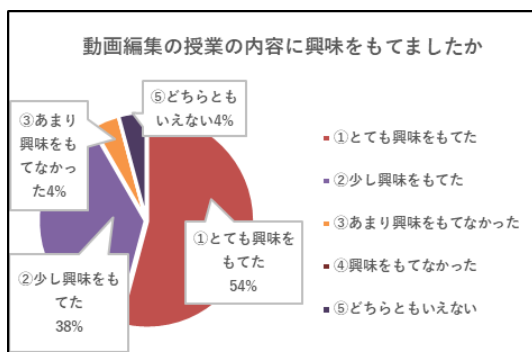 動画編集の授業の内容に興味をもてましたか
⑤どちらとも
いえない4%
③あまり
興味をも
てなかっ
た4%
①とても興味を
もてた
54%
②少し興味をも
てた
38%
①とても興味をもてた
②少し興味をもてた
③あまり興味をもてなかった
④興味をもてなかった
⑤どちらともいえない